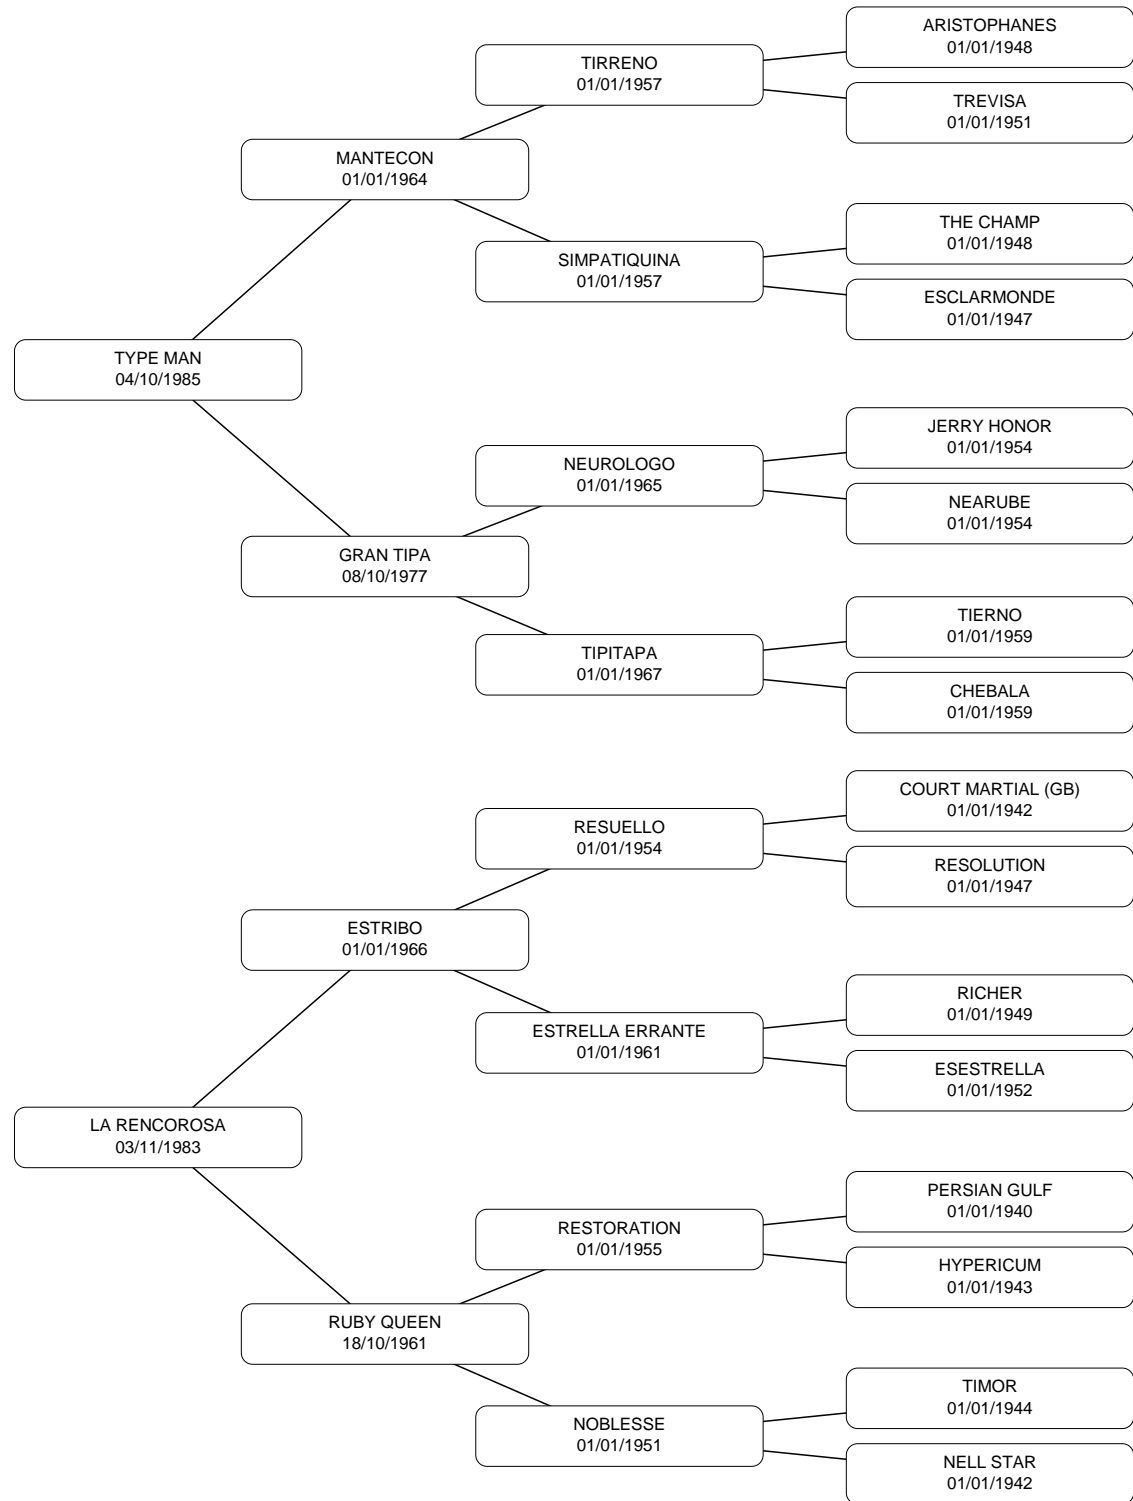 ARISTOPHANES
01/01/1948
TIRRENO
01/01/1957
TREVISA
01/01/1951
MANTECON
01/01/1964
THE CHAMP
01/01/1948
SIMPATIQUINA
01/01/1957
ESCLARMONDE
01/01/1947
TYPE MAN
04/10/1985
JERRY HONOR
01/01/1954
NEUROLOGO
01/01/1965
NEARUBE
01/01/1954
GRAN TIPA
08/10/1977
TIERNO
01/01/1959
TIPITAPA
01/01/1967
CHEBALA
01/01/1959
COURT MARTIAL (GB)
01/01/1942
RESUELLO
01/01/1954
RESOLUTION
01/01/1947
ESTRIBO
01/01/1966
RICHER
01/01/1949
ESTRELLA ERRANTE
01/01/1961
ESESTRELLA
01/01/1952
LA RENCOROSA
03/11/1983
PERSIAN GULF
01/01/1940
RESTORATION
01/01/1955
HYPERICUM
01/01/1943
RUBY QUEEN
18/10/1961
TIMOR
01/01/1944
NOBLESSE
01/01/1951
NELL STAR
01/01/1942